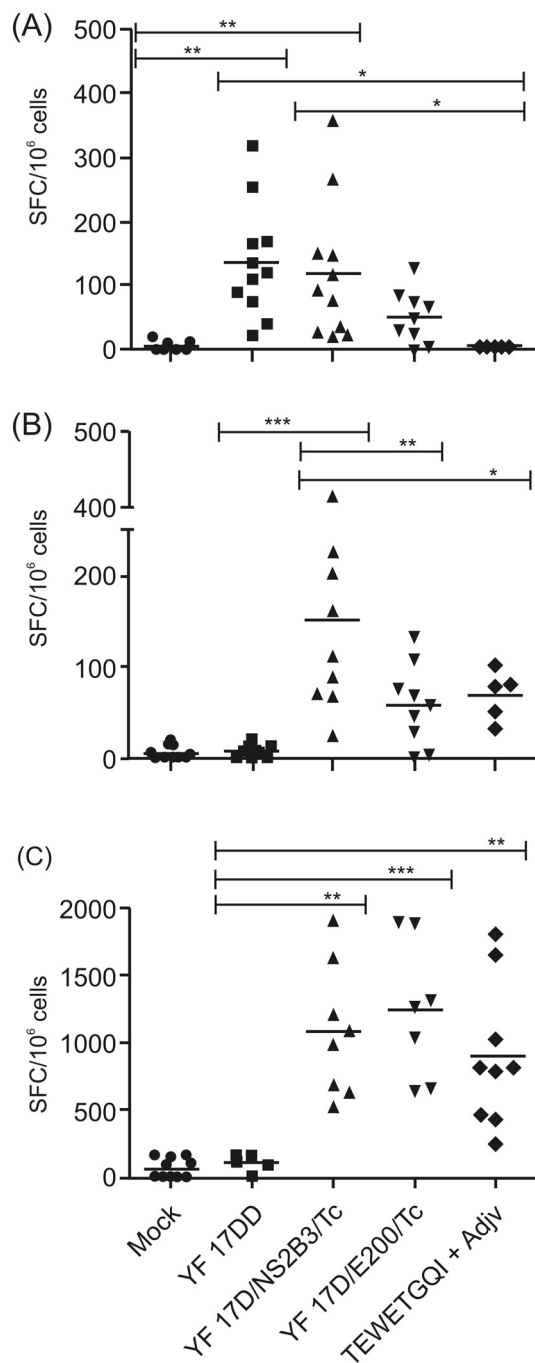 (A)
500
400
300
200
100
0
SFC/10⁶ cells
**
**
*
*
(B)
500
400
200
100
0
SFC/10⁶ cells
***
**
*
(C)
2000
1500
1000
500
0
SFC/10⁶ cells
**
***
**
Mock
YF 17DD
YF 17D/NS2B3/Tc
YF 17D/E200/Tc
TEWETGQI + Adjv